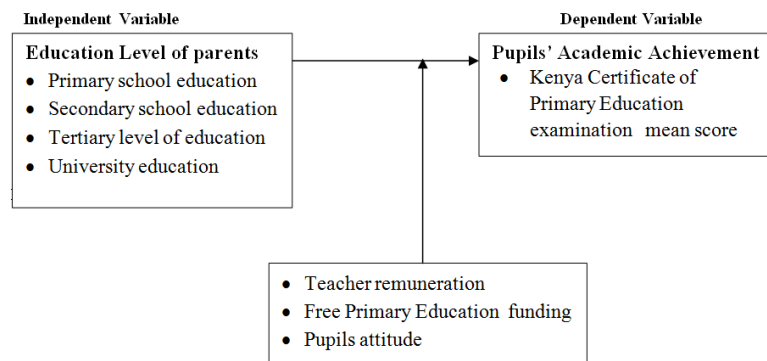 Independent Variable
Education Level of parents
• Primary school education
• Secondary school education
• Tertiary level of education
• University education
Dependent Variable
Pupils’ Academic Achievement
• Kenya Certificate of
Primary Education
examination mean score
• Teacher remuneration
• Free Primary Education funding
• Pupils attitude